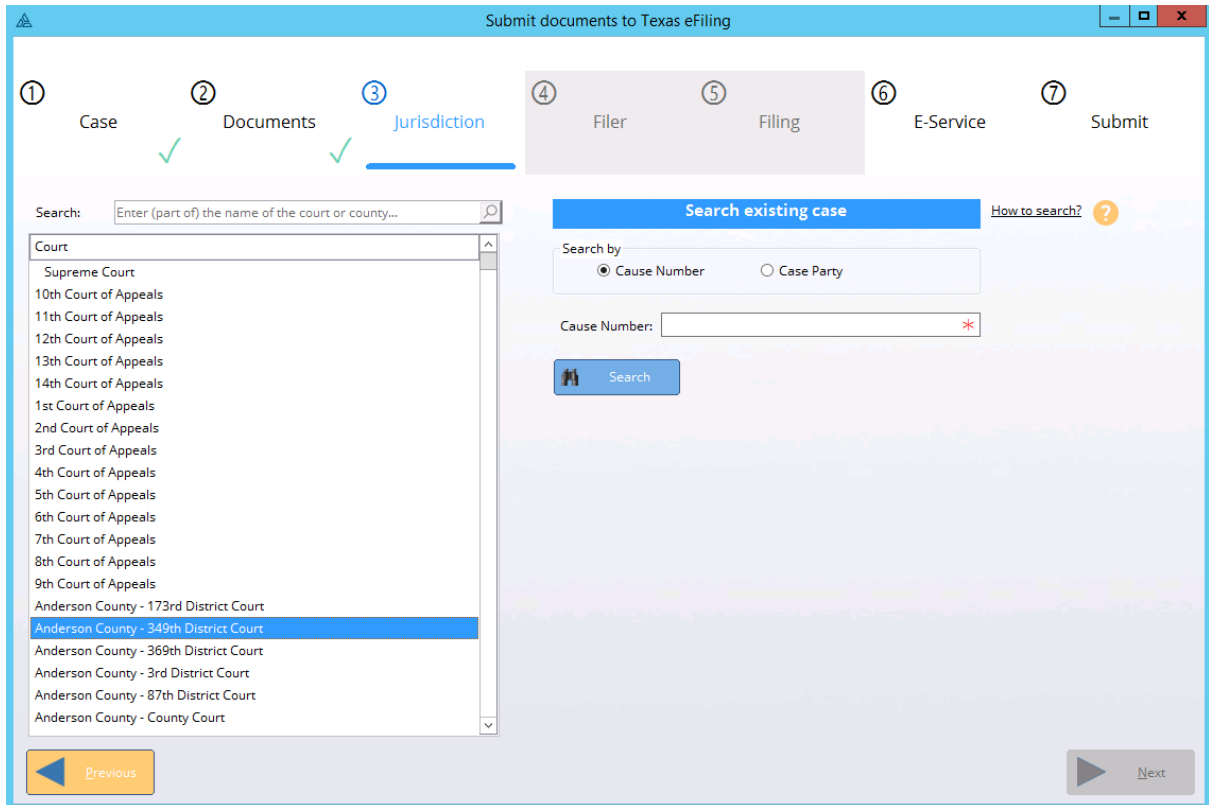 Submit documents to Texas eFiling
1 Case
2 Documents
3 Jurisdiction
4 Filer
5 Filing
6 E-Service
7 Submit
Search: Enter (part of) the name of the court or county...
Court
Supreme Court
10th Court of Appeals
11th Court of Appeals
12th Court of Appeals
13th Court of Appeals
14th Court of Appeals
1st Court of Appeals
2nd Court of Appeals
3rd Court of Appeals
4th Court of Appeals
5th Court of Appeals
6th Court of Appeals
7th Court of Appeals
8th Court of Appeals
9th Court of Appeals
Anderson County - 173rd District Court
Anderson County - 349th District Court
Anderson County - 369th District Court
Anderson County - 3rd District Court
Anderson County - 87th District Court
Anderson County - County Court
Search existing case
How to search? ?
Search by
Cause Number Case Party
Cause Number: *
Search
Previous
Next